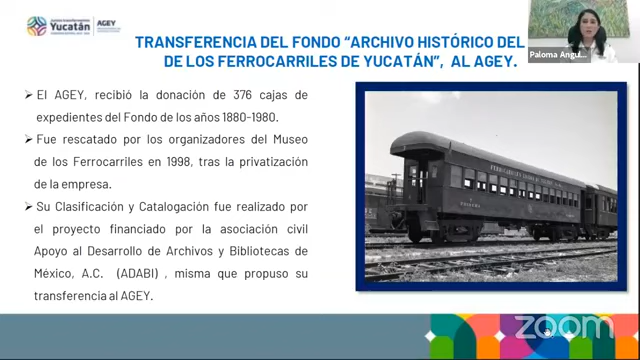 Yucatán
AGEY
TRANSFERENCIA DEL FONDO “ARCHIVO HISTÓRICO DEL
DE LOS FERROCARRILES DE YUCATÁN”, AL AGEY.
Paloma Angu...
El AGEY, recibió la donación de 376 cajas de
expedientes del Fondo de los años 1880-1980.
Fue rescatado por los organizadores del Museo
de los Ferrocarriles en 1998, tras la privatización
de la empresa.
Su Clasificación y Catalogación fue realizado por
el proyecto financiado por la asociación civil
Apoyo al Desarrollo de Archivos y Bibliotecas de
México, A.C. (ADABI) , misma que propuso su
transferencia al AGEY.
zoom